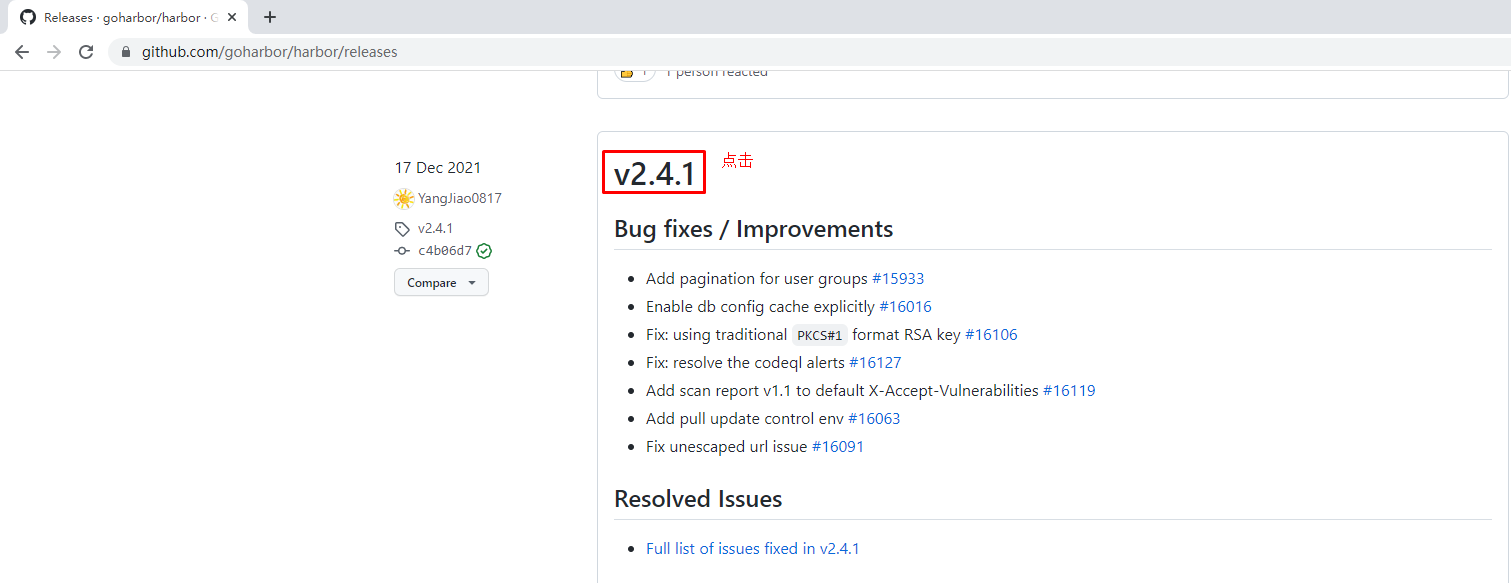 Releases · goharbor/harbor · G
github.com/goharbor/harbor/releases
1 person reacted
17 Dec 2021
YangJiao0817
v2.4.1
c4b06d7
Compare
v2.4.1
点击
Bug fixes / Improvements
Add pagination for user groups #15933
Enable db config cache explicitly #16016
Fix: using traditional PKCS#1 format RSA key #16106
Fix: resolve the codeql alerts #16127
Add scan report v1.1 to default X-Accept-Vulnerabilities #16119
Add pull update control env #16063
Fix unescaped url issue #16091
Resolved Issues
Full list of issues fixed in v2.4.1